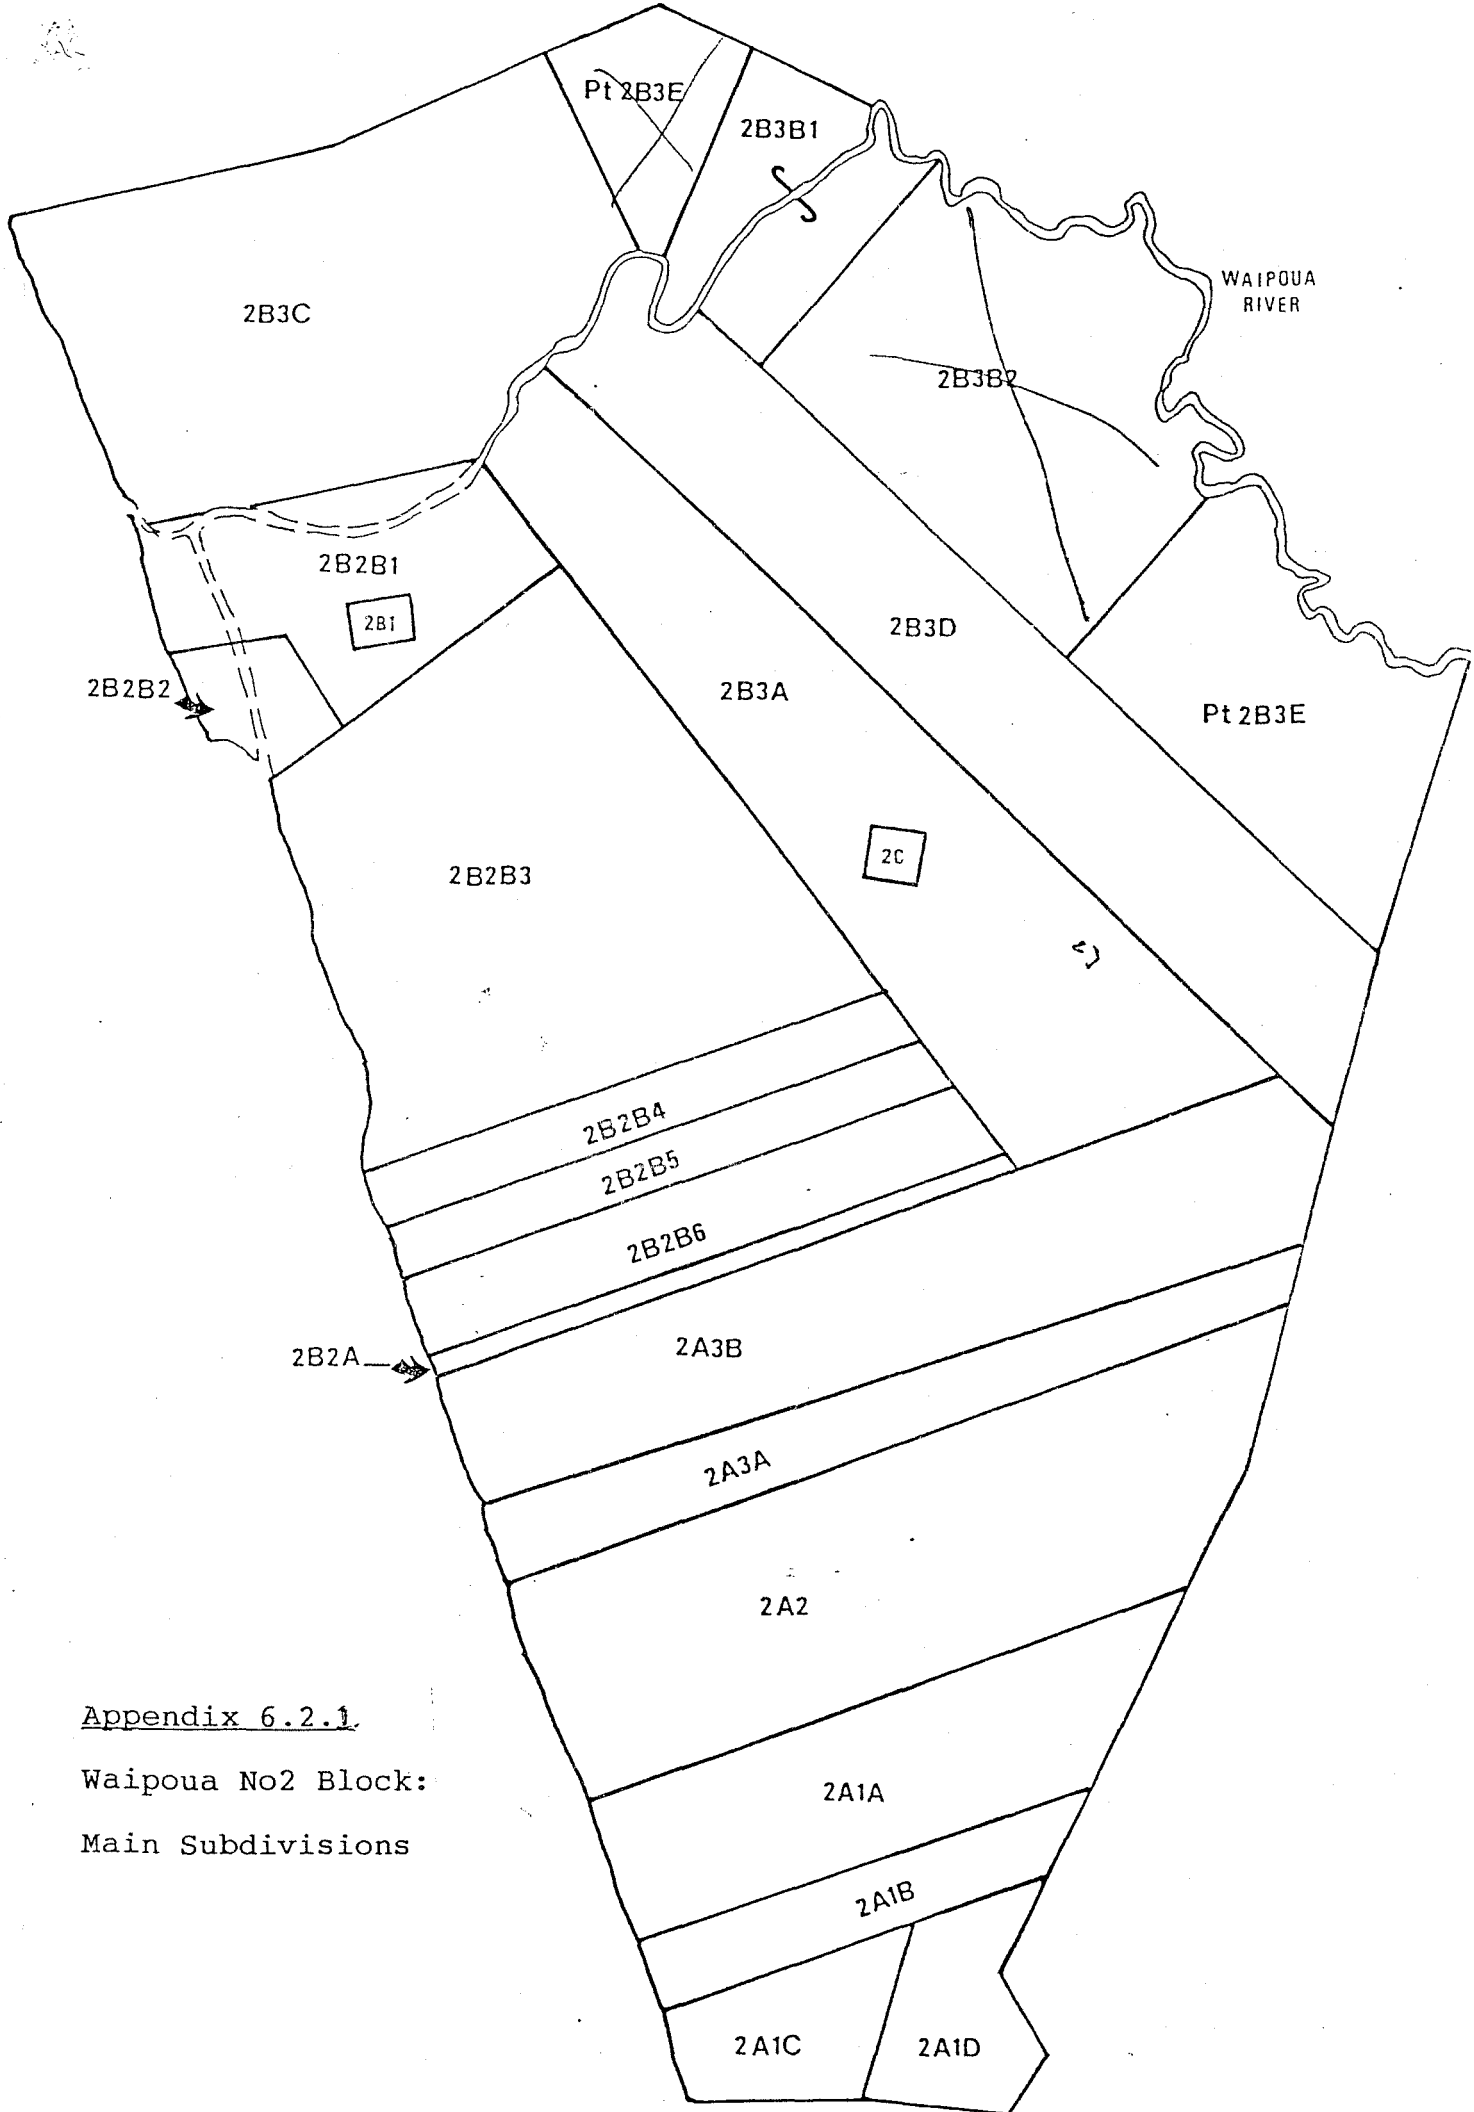 Pt 2B3E
2B3B1
2B3C
WAIPOUA
RIVER
2B3B2
2B2B1
2B1
2B3D
2B2B2
2B3A
Pt 2B3E
2C
2B2B3
2B2B4
2B2B5
2B2B6
2B2A
2A3B
2A3A
2A2
Appendix 6.2.1.
Waipoua No2 Block:
Main Subdivisions
2A1A
2A1B
2A1C
2A1D